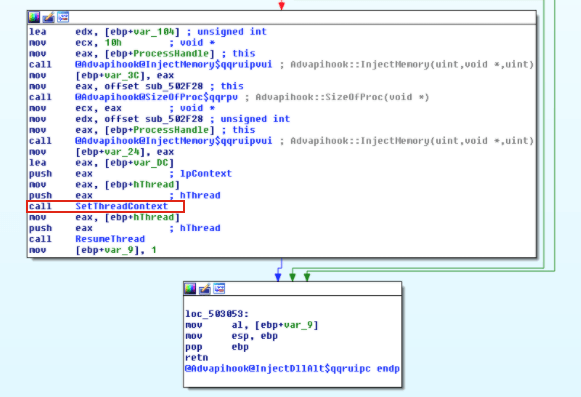 lea eax, [ebp+var_104] ; unsigned int
mov ecx, 10h ; void *
mov eax, [ebp+ProcessHandle] ; this
call @Advapihook@InjectMemory$qqruipvui ; Advapihook::InjectMemory(uint,void *,uint)
mov [ebp+var_3C], eax
mov eax, offset sub_502F28 ; this
call @Advapihook@SizeOfProc$qqrpv ; Advapihook::SizeOfProc(void *)
mov ecx, eax ; void *
mov edx, offset sub_502F28 ; unsigned int
mov eax, [ebp+ProcessHandle] ; this
call @Advapihook@InjectMemory$qqruipvui ; Advapihook::InjectMemory(uint,void *,uint)
mov [ebp+var_24], eax
lea eax, [ebp+var_DC]
push eax ; lpContext
mov eax, [ebp+hThread]
push eax ; hThread
call SetThreadContext
mov eax, [ebp+hThread]
push eax ; hThread
call ResumeThread
mov [ebp+var_9], 1
loc_503053:
mov al, [ebp+var_9]
mov esp, ebp
pop ebp
retn
@Advapihook@InjectDllAlt$qqruipc endp